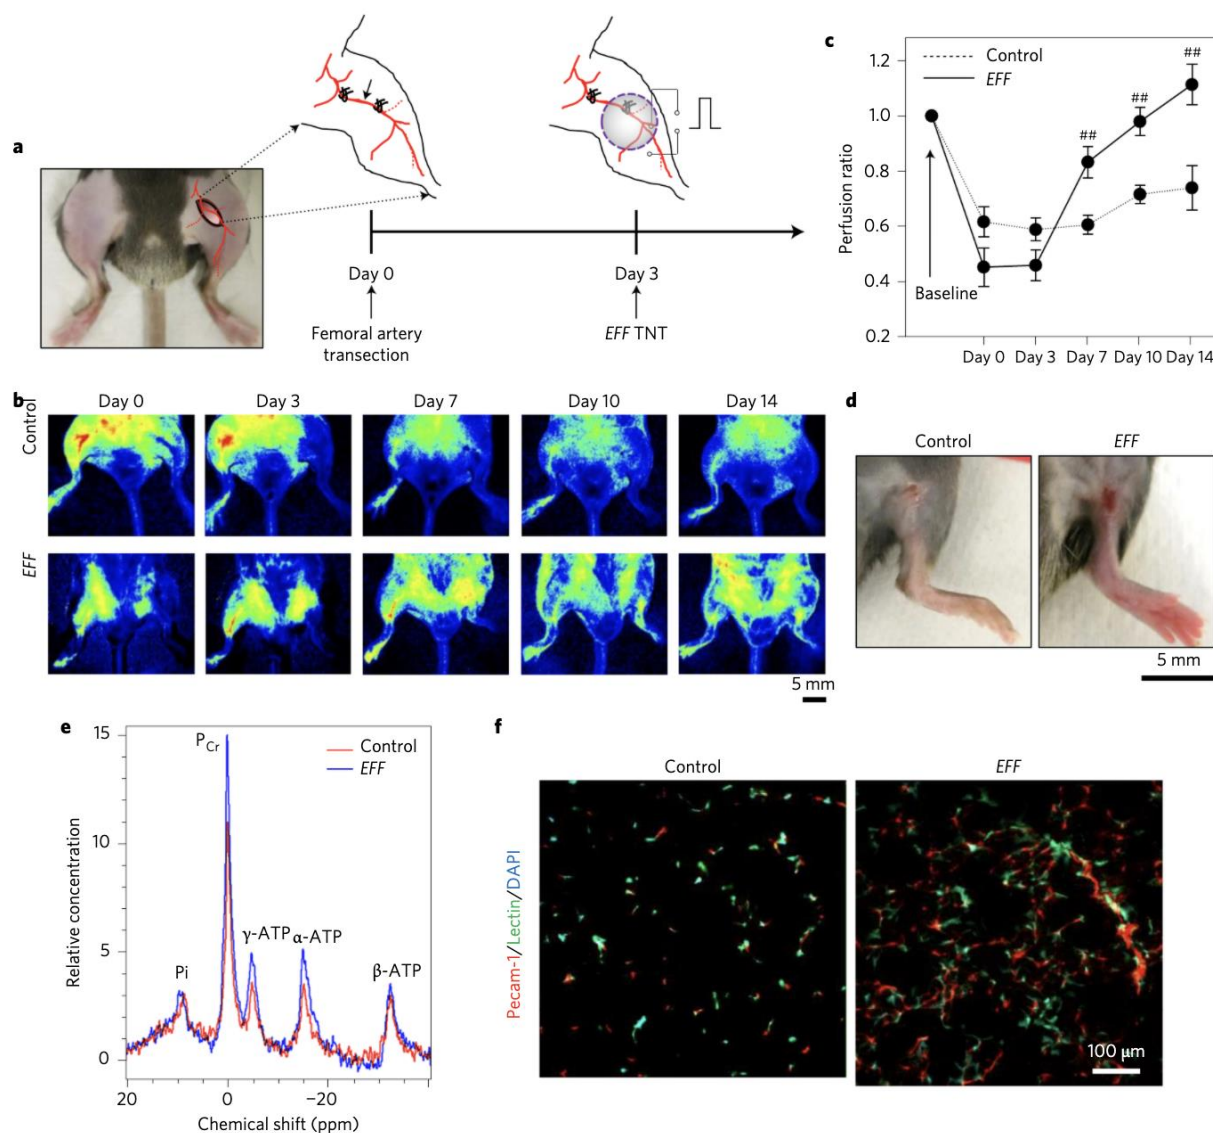 a
Day 0
Femoral artery
transection
Day 3
EFF TNT
c
Control
EFF
##
##
##
1.2
1.0
0.8
0.6
0.4
0.2
Perfusion ratio
Baseline
Day 0
Day 3
Day 7
Day 10
Day 14
b
Day 0
Day 3
Day 7
Day 10
Day 14
Control
EFF
5 mm
d
Control
EFF
5 mm
e
15
10
5
0
Relative concentration
PCr
Control
EFF
Pi
γ-ATP
α-ATP
β-ATP
20
0
−20
Chemical shift (ppm)
f
Control
EFF
Pecam-1/Lectin/DAPI
100 μm